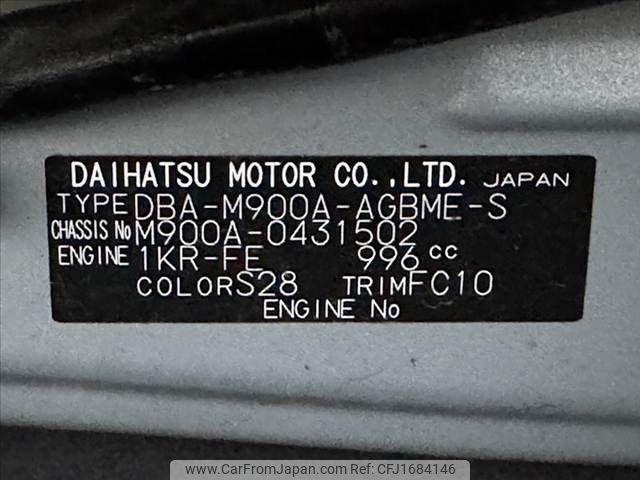 DAIHATSU MOTOR CO.,LTD. JAPAN
TYPE DBA-M900A-AGBME-S
CHASSIS No M900A-0431502
ENGINE 1KR-FE 996 cc
COLOR S28 TRIM FC10
ENGINE No
www.CarFromJapan.com Ref: CFJ1684146